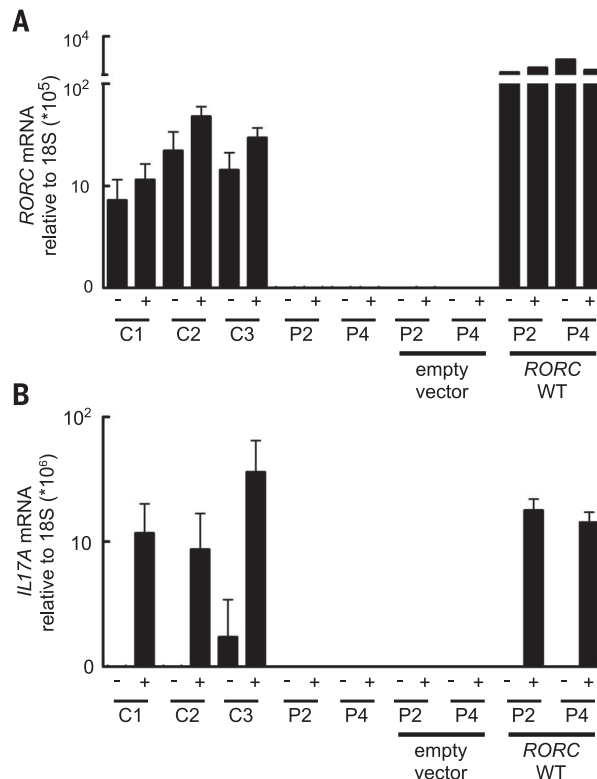 A
10⁴
10²
10
0
RORC mRNA
relative to 18S (*10⁵)
- + - + - + - + - + - + - + - + - +
C1 C2 C3 P2 P4 P2 P4 P2 P4
empty
vector
RORC
WT
B
10²
10
0
IL17A mRNA
relative to 18S (*10⁶)
- + - + - + - + - + - + - + - + - +
C1 C2 C3 P2 P4 P2 P4 P2 P4
empty
vector
RORC
WT